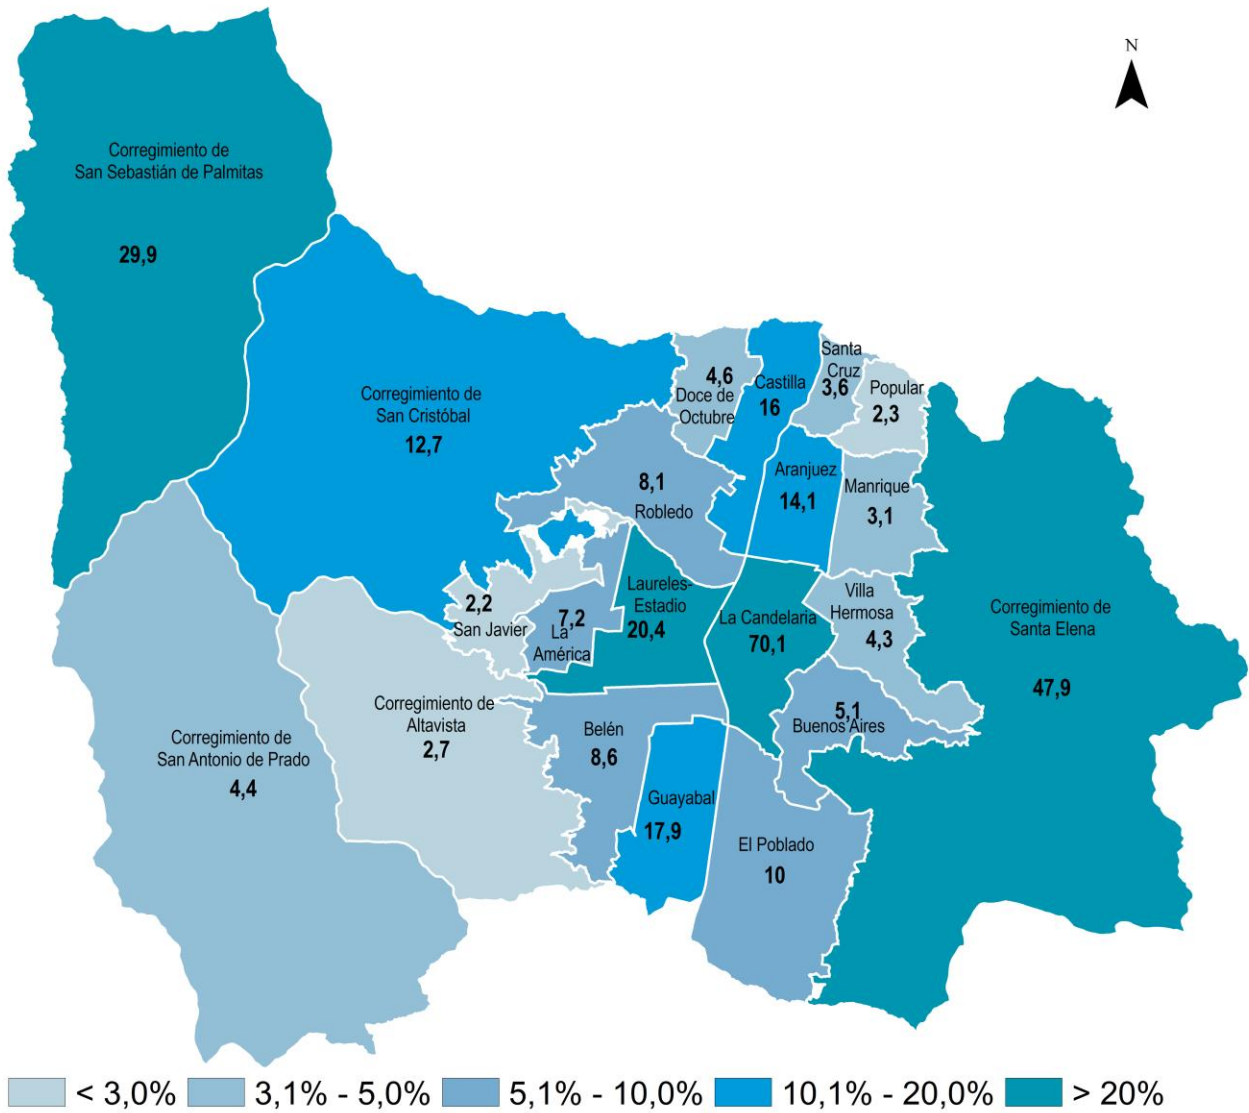 N
Corregimiento de
San Sebastián de Palmitas
29,9
Corregimiento de
San Cristóbal
12,7
4,6
Doce de
Octubre
Castilla
16
Santa
Cruz
3,6
Popular
2,3
8,1
Robledo
Aranjuez
14,1
Manrique
3,1
2,2
San Javier
7,2
La
América
Laureles-
Estadio
20,4
La Candelaria
70,1
Villa
Hermosa
4,3
Corregimiento de
Santa Elena
47,9
Corregimiento de
Altavista
2,7
Corregimiento de
San Antonio de Prado
4,4
Belén
8,6
5,1
Buenos Aires
Guayabal
17,9
El Poblado
10
< 3,0% 3,1% - 5,0% 5,1% - 10,0% 10,1% - 20,0% > 20%